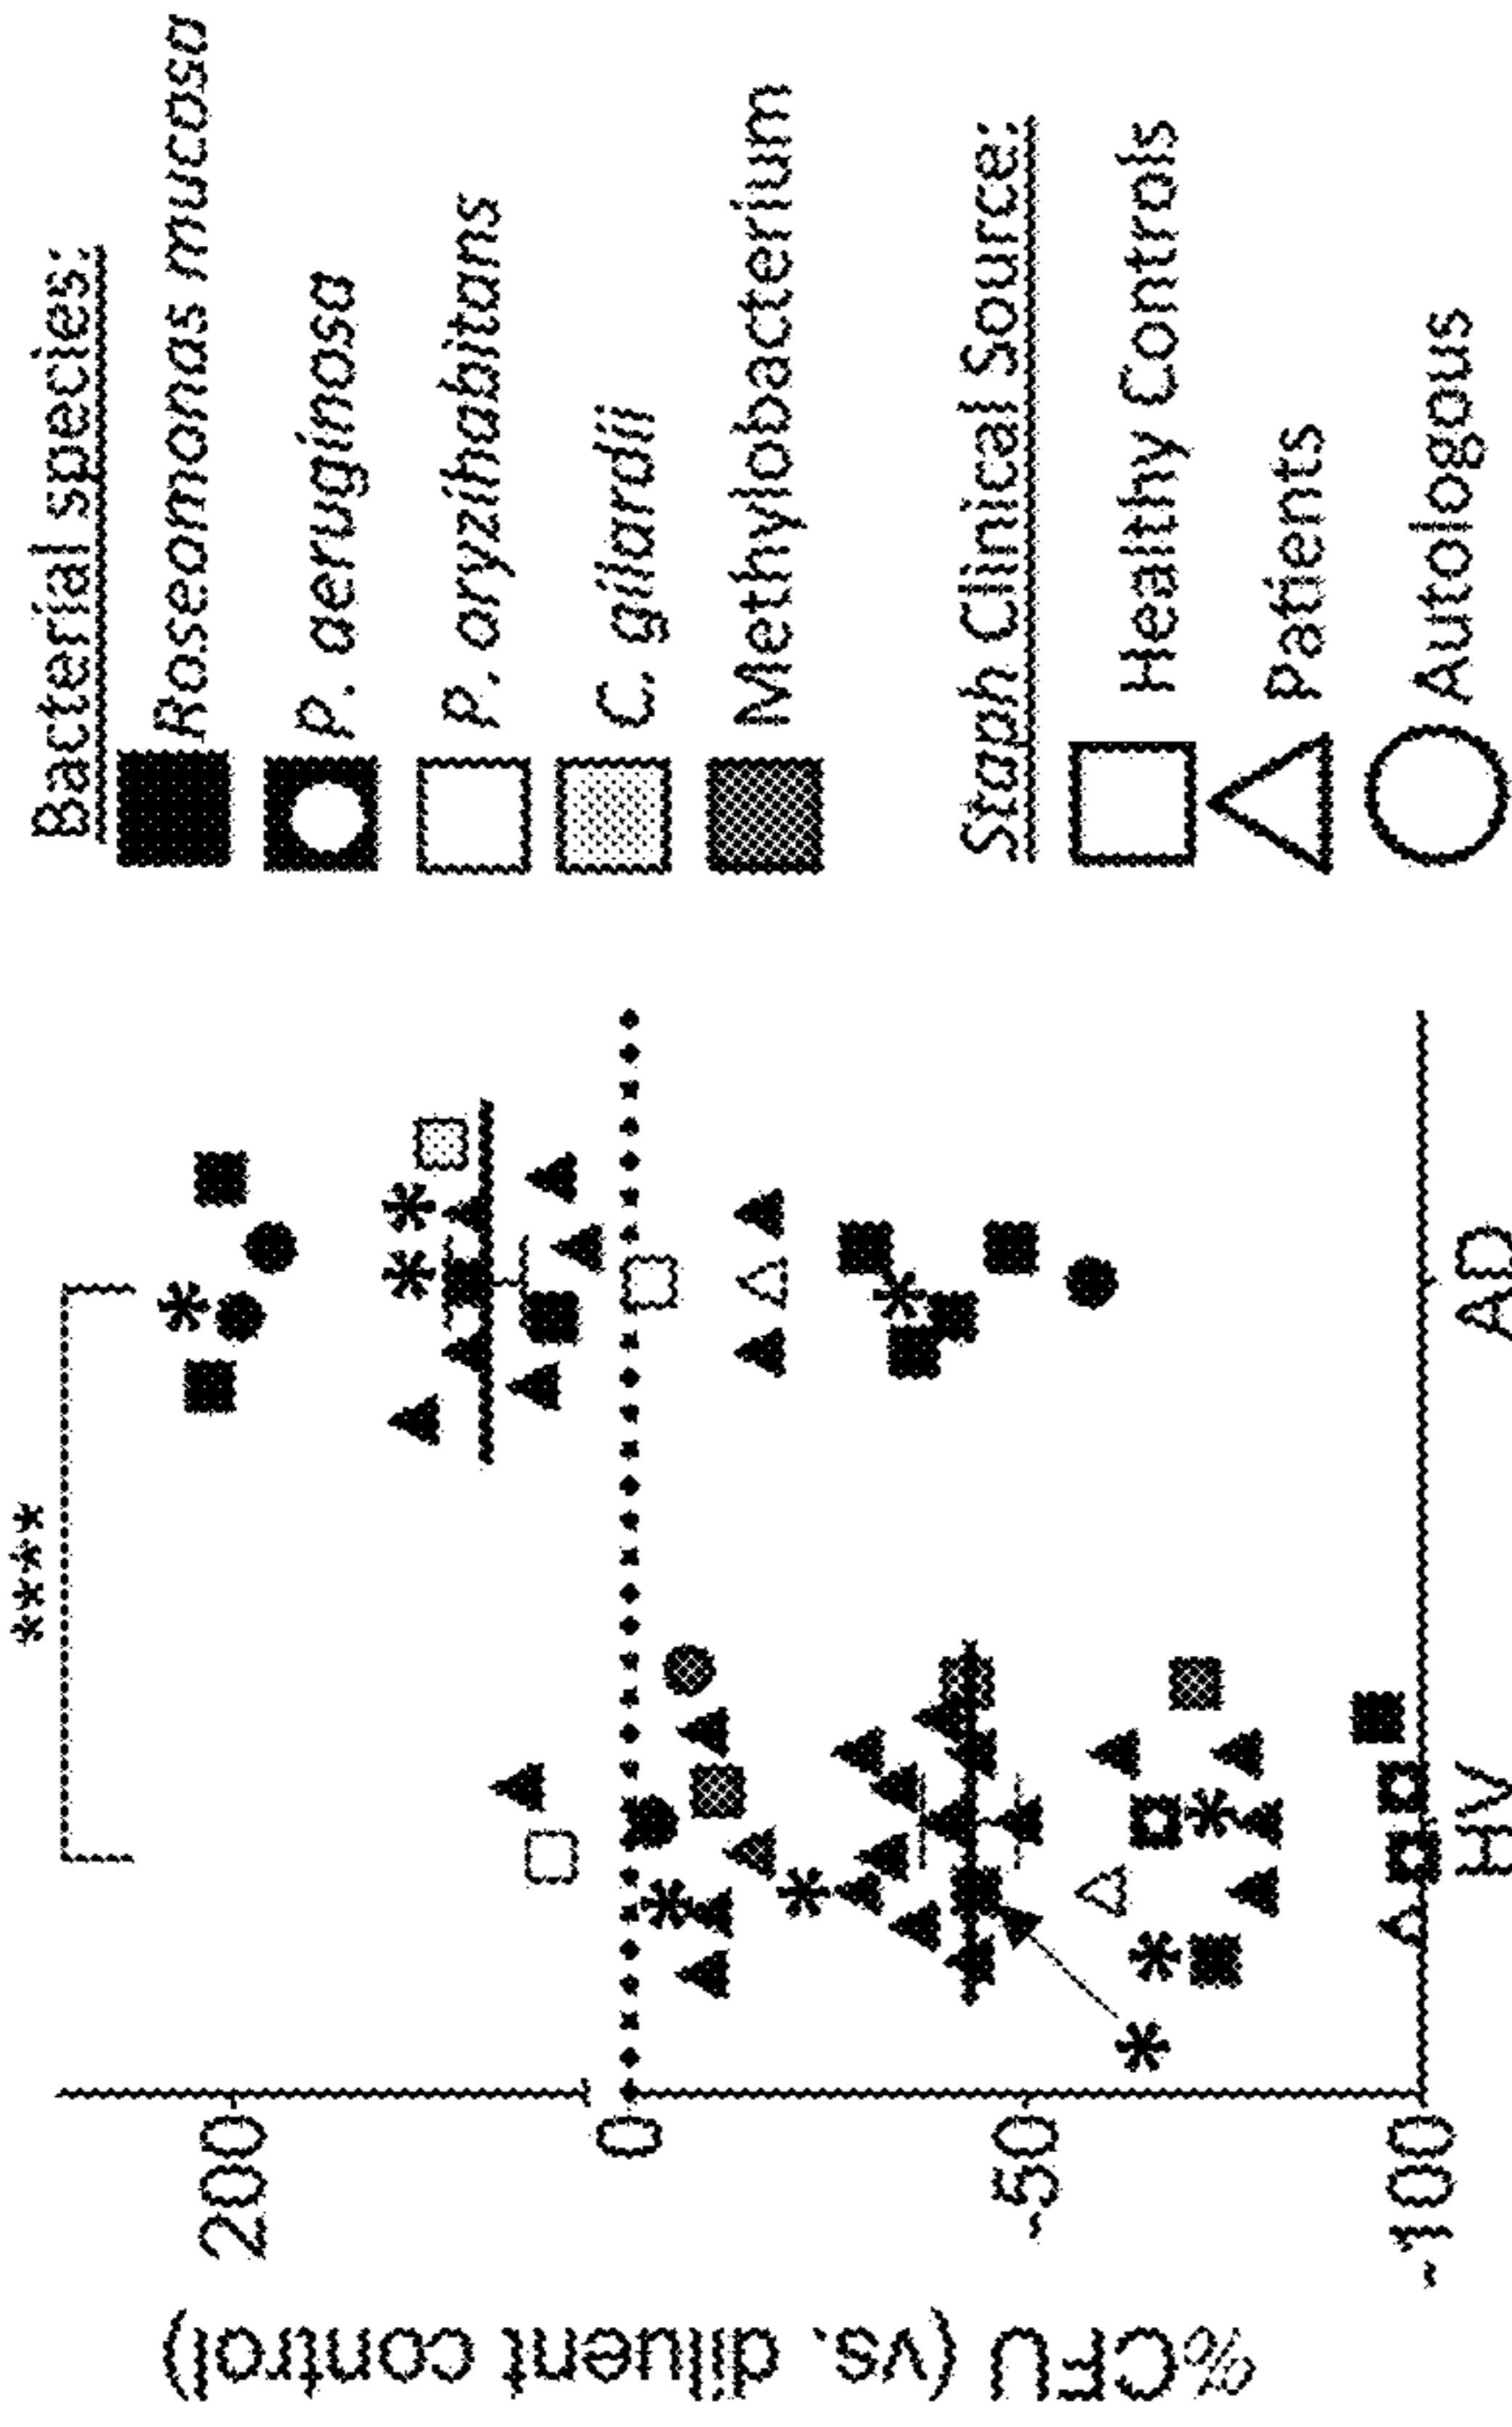 %CFU (vs. diluent control)
200
0
-50
-100
****
HV
AD
Bacterial species:
Roseomonas mucosa
P. aeruginosa
P. oryzihabitans
C. gilardii
Methylobacterium
Staph Clinical Source:
Healthy Controls
Patients
Autologous